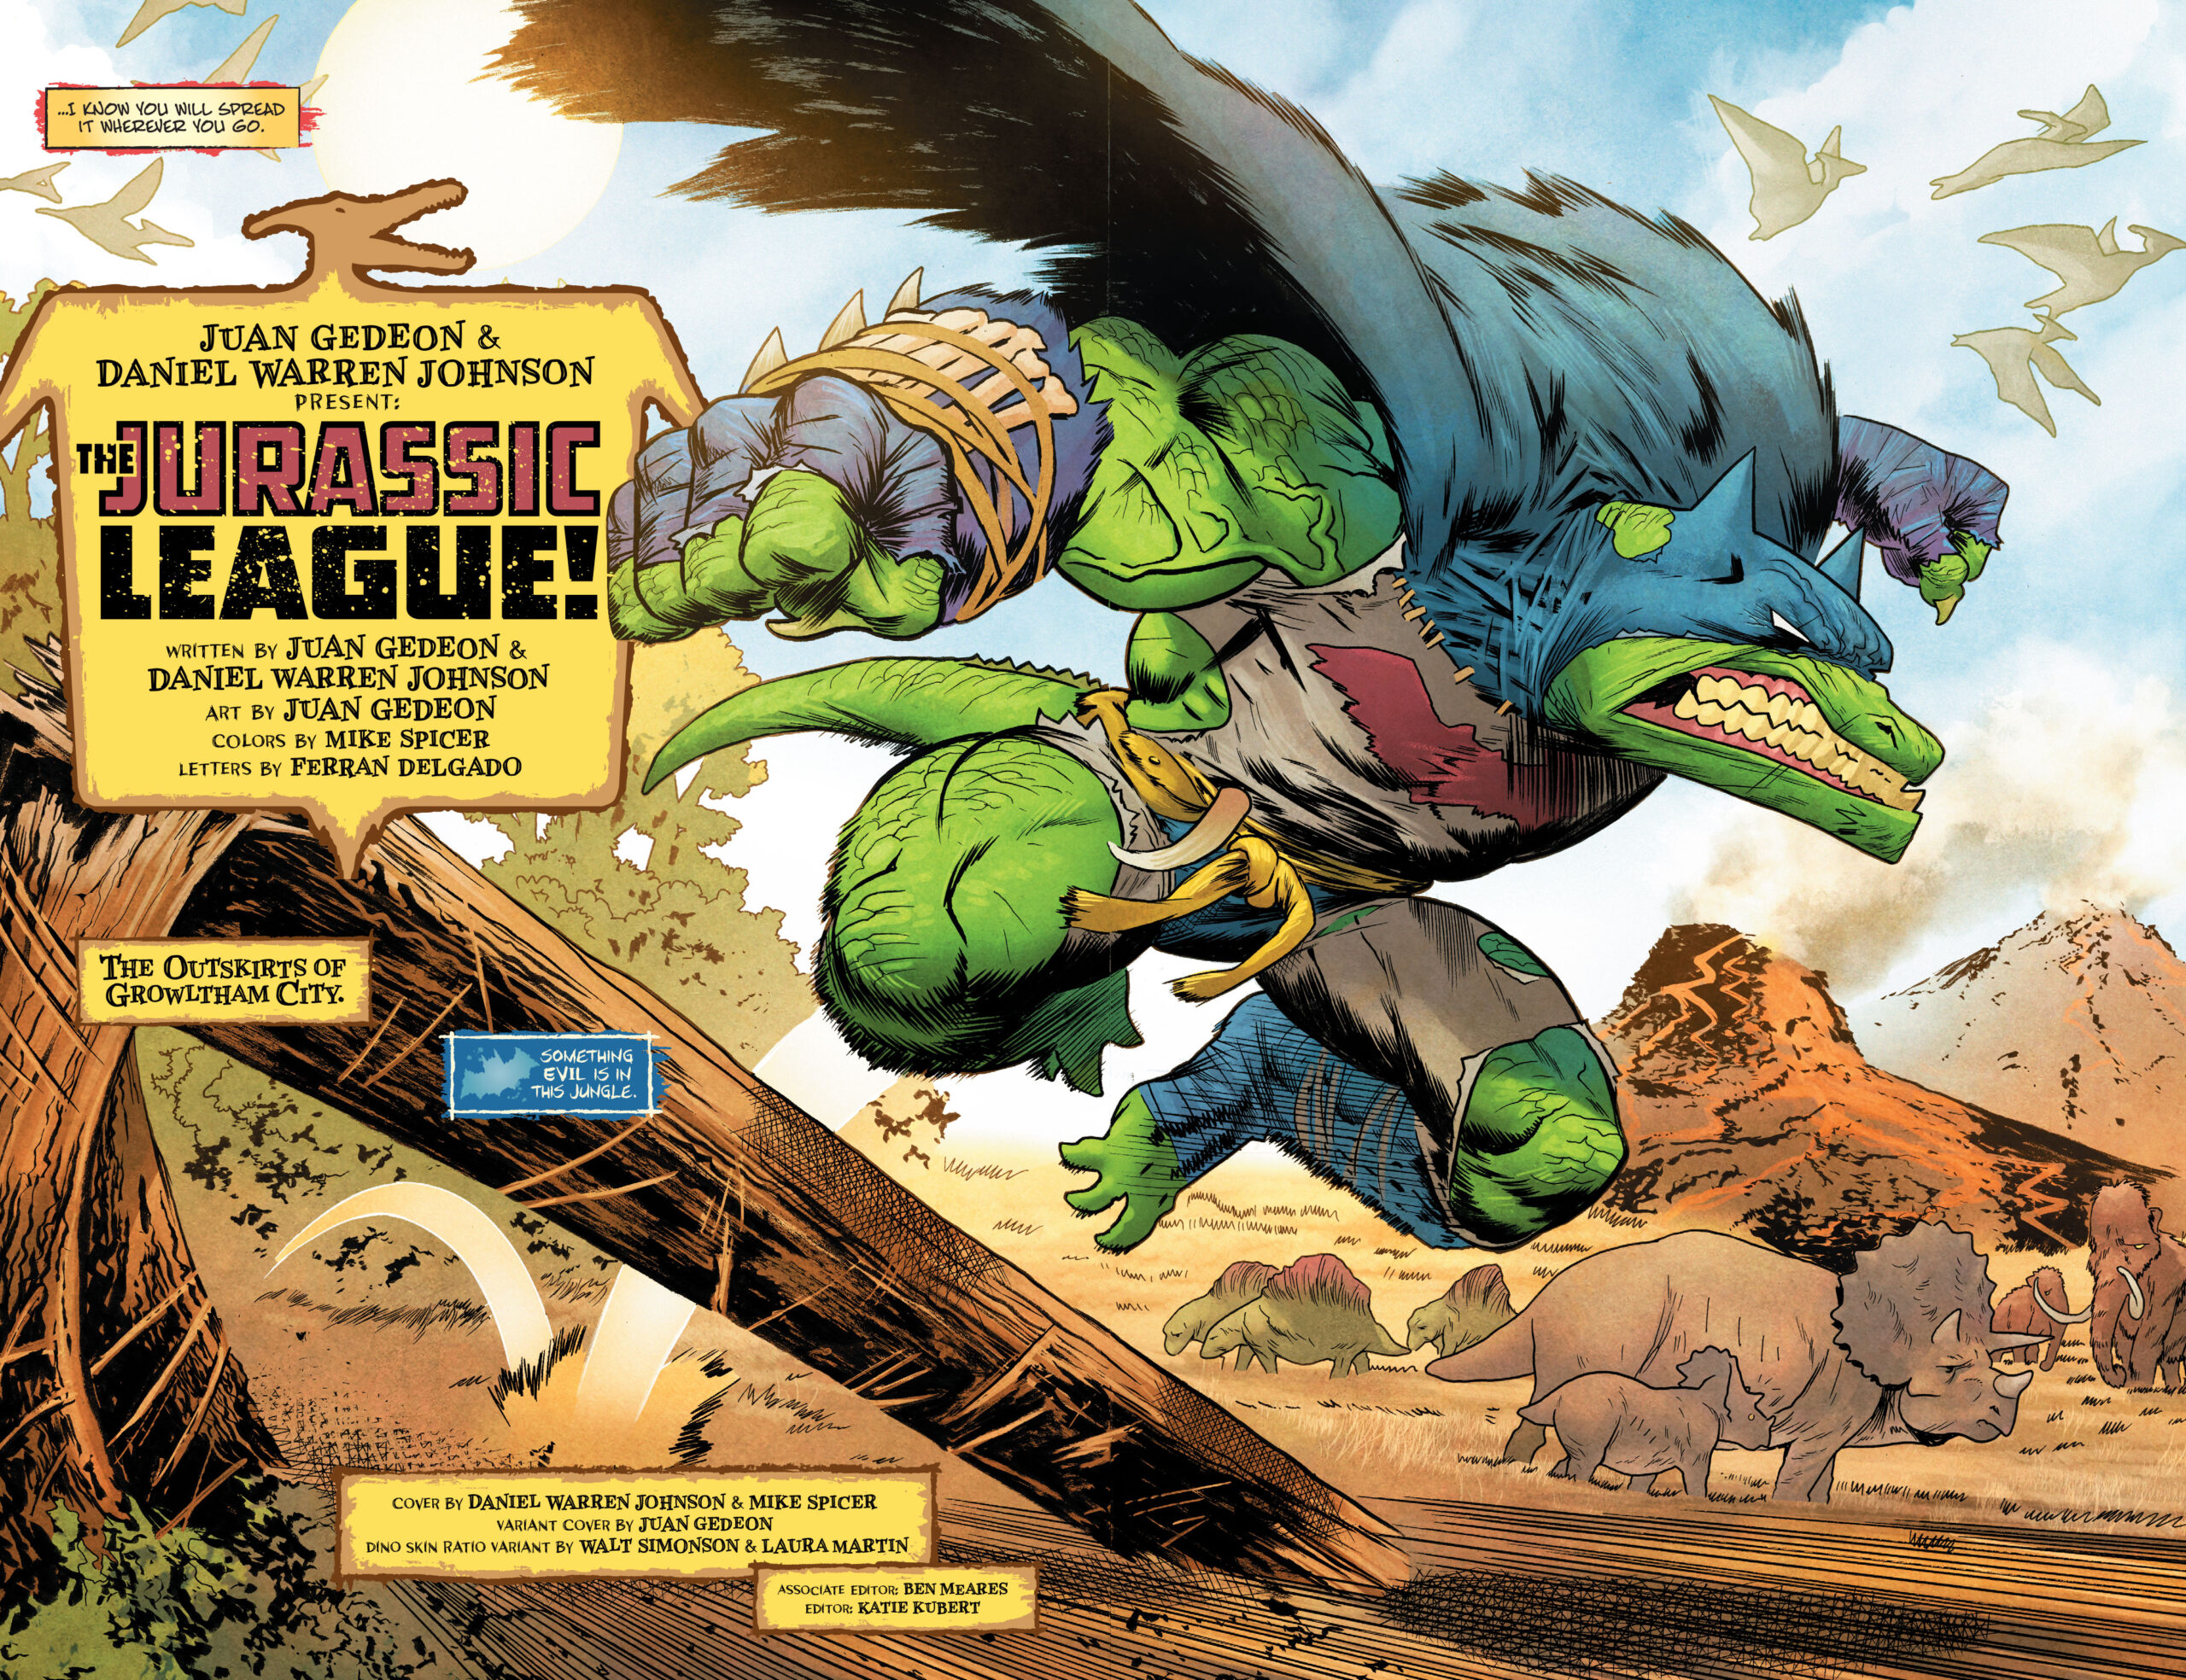 ...I KNOW YOU WILL SPREAD
IT WHEREVER YOU GO.
JUAN GEDEON &
DANIEL WARREN JOHNSON
PRESENT:
THE JURASSIC
LEAGUE!
WRITTEN BY JUAN GEDEON &
DANIEL WARREN JOHNSON
ART BY JUAN GEDEON
COLORS BY MIKE SPICER
LETTERS BY FERRAN DELGADO
THE OUTSKIRTS OF
GROWLTHAM CITY.
SOMETHING
EVIL IS IN
THIS JUNGLE.
COVER BY DANIEL WARREN JOHNSON & MIKE SPICER
VARIANT COVER BY JUAN GEDEON
DINO SKIN RATIO VARIANT BY WALT SIMONSON & LAURA MARTIN
ASSOCIATE EDITOR: BEN MEARES
EDITOR: KATIE KUBERT